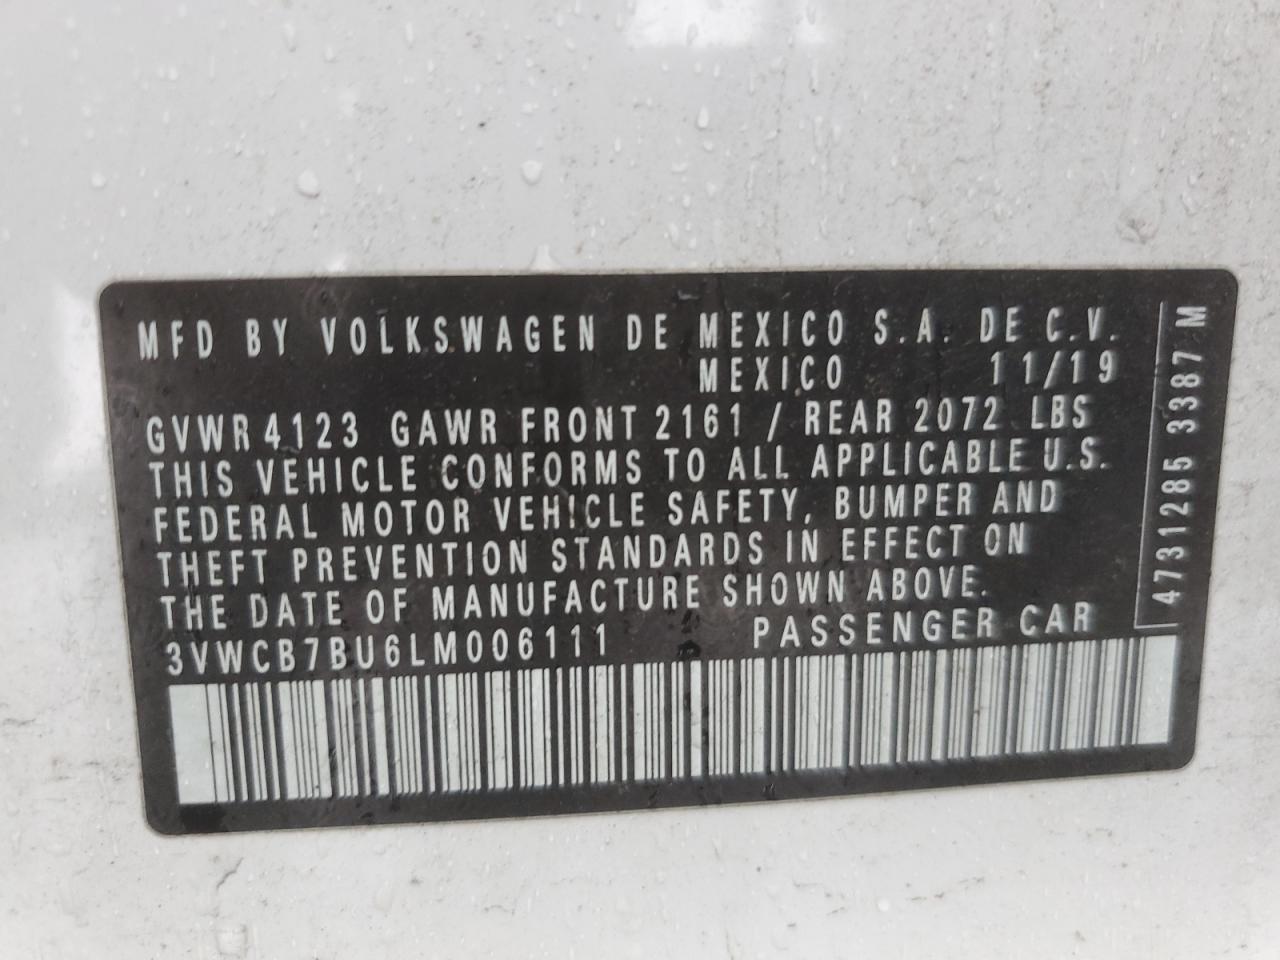 MFD BY VOLKSWAGEN DE MEXICO S.A. DE C.V.
MEXICO 11/19
GVWR 4123 GAWR FRONT 2161 / REAR 2072 LBS
THIS VEHICLE CONFORMS TO ALL APPLICABLE U.S.
FEDERAL MOTOR VEHICLE SAFETY, BUMPER AND
THEFT PREVENTION STANDARDS IN EFFECT ON
THE DATE OF MANUFACTURE SHOWN ABOVE.
3VWCB7BU6LM006111 PASSENGER CAR
4731285 3387 M